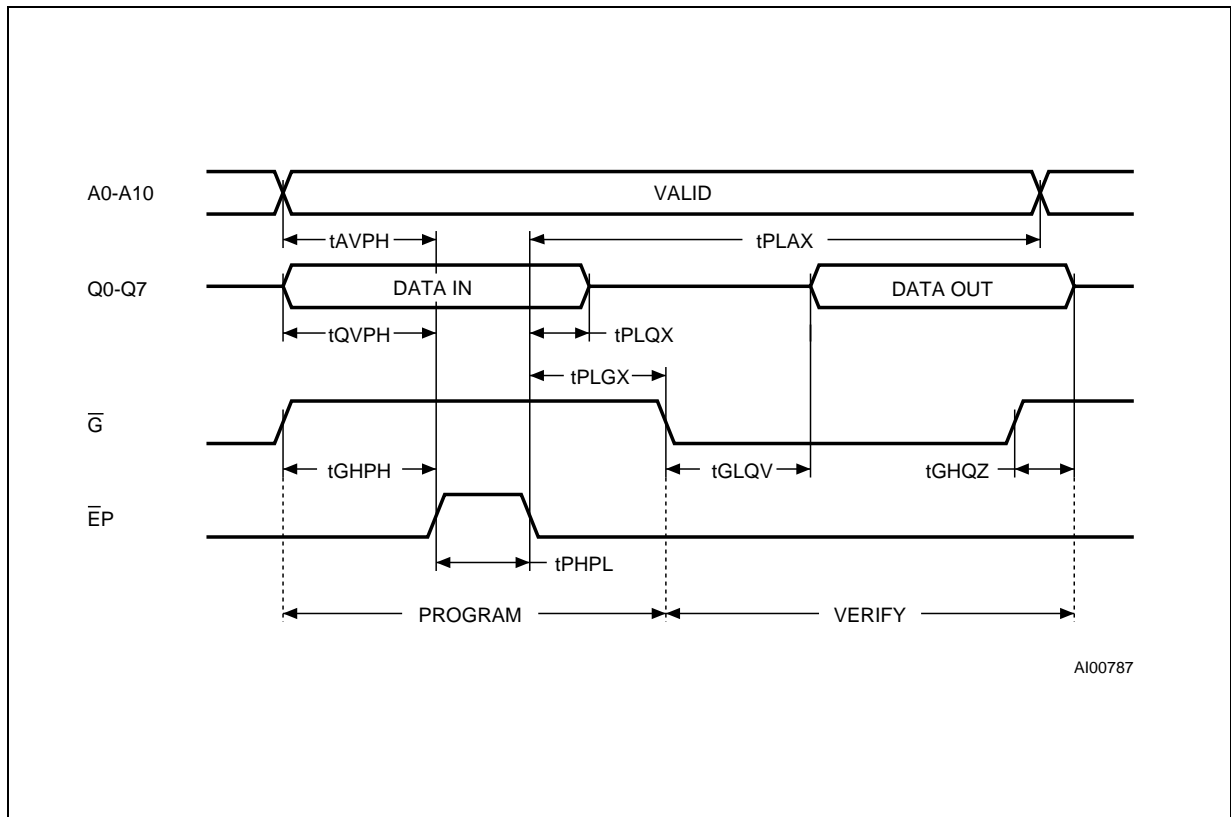 A0-A10
VALID
tAVPH
tPLAX
Q0-Q7
DATA IN
DATA OUT
tQVPH
tPLQX
tPLGX
G̅
tGHPH
tGLQV
tGHQZ
E̅P
tPHPL
PROGRAM
VERIFY
AI00787